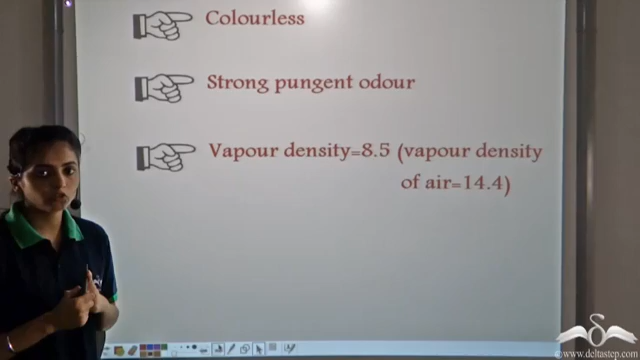 Colourless
Strong pungent odour
Vapour density=8.5 (vapour density
of air=14.4)
©www.deltastep.com